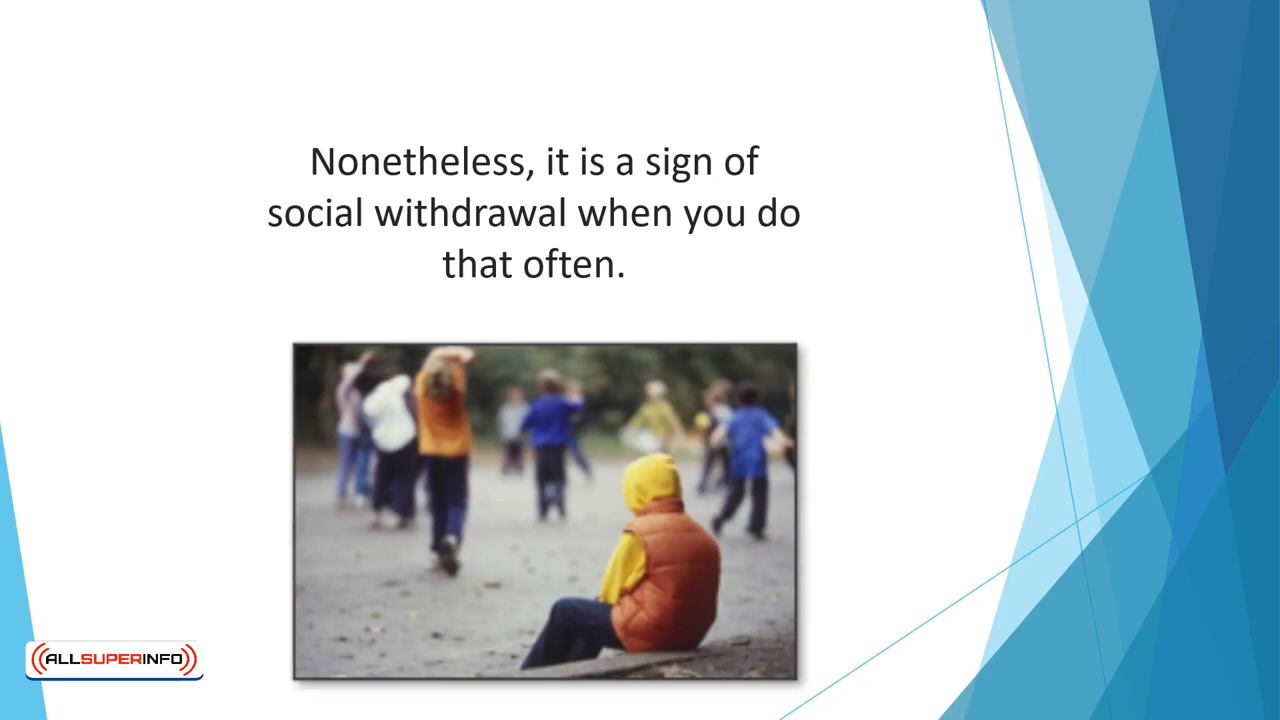 Nonetheless, it is a sign of
social withdrawal when you do
that often.
ALLSUPERINFO